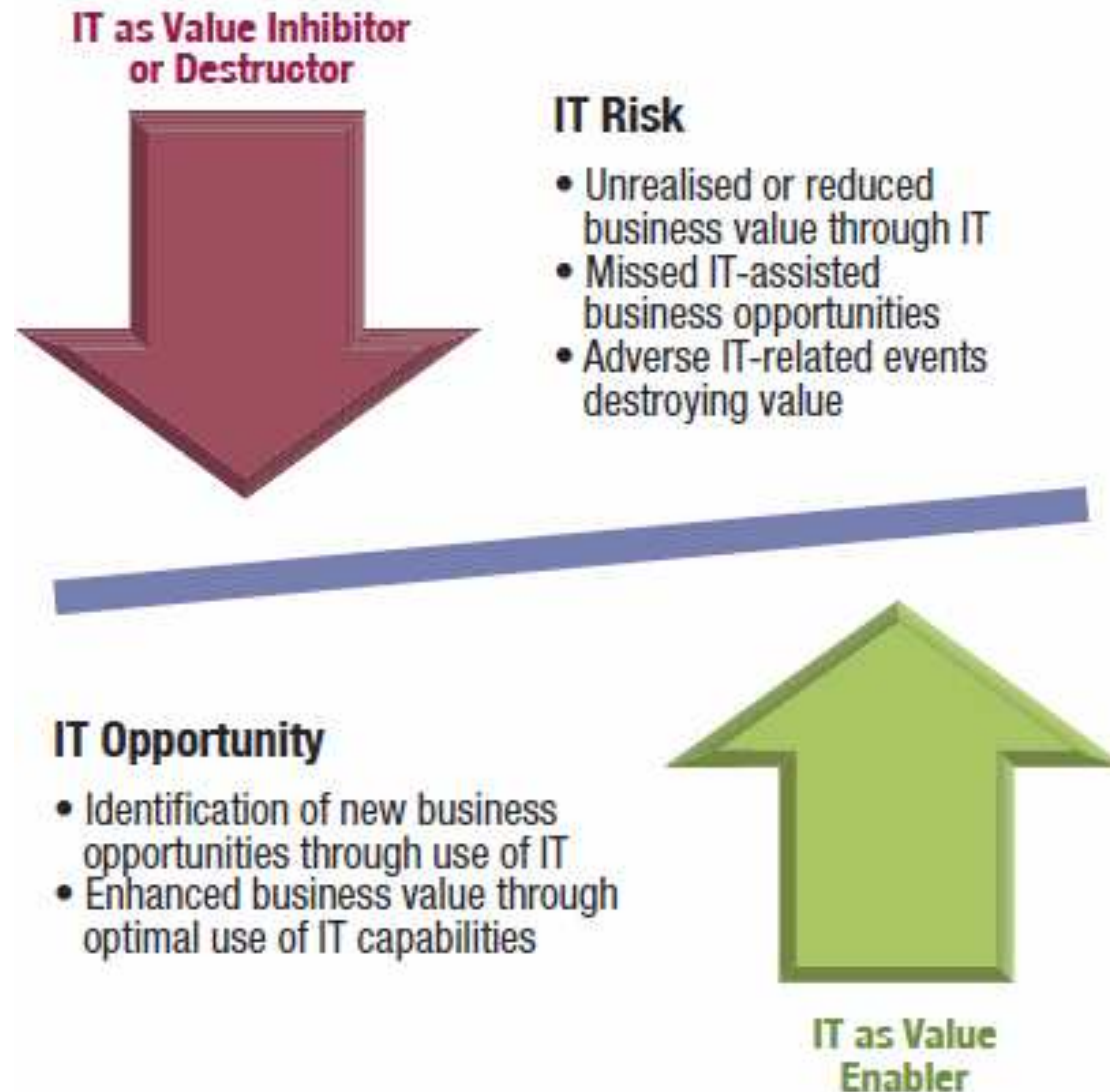 IT as Value Inhibitor
or Destructor
IT Risk
• Unrealised or reduced
business value through IT
• Missed IT-assisted
business opportunities
• Adverse IT-related events
destroying value
IT Opportunity
• Identification of new business
opportunities through use of IT
• Enhanced business value through
optimal use of IT capabilities
IT as Value
Enabler